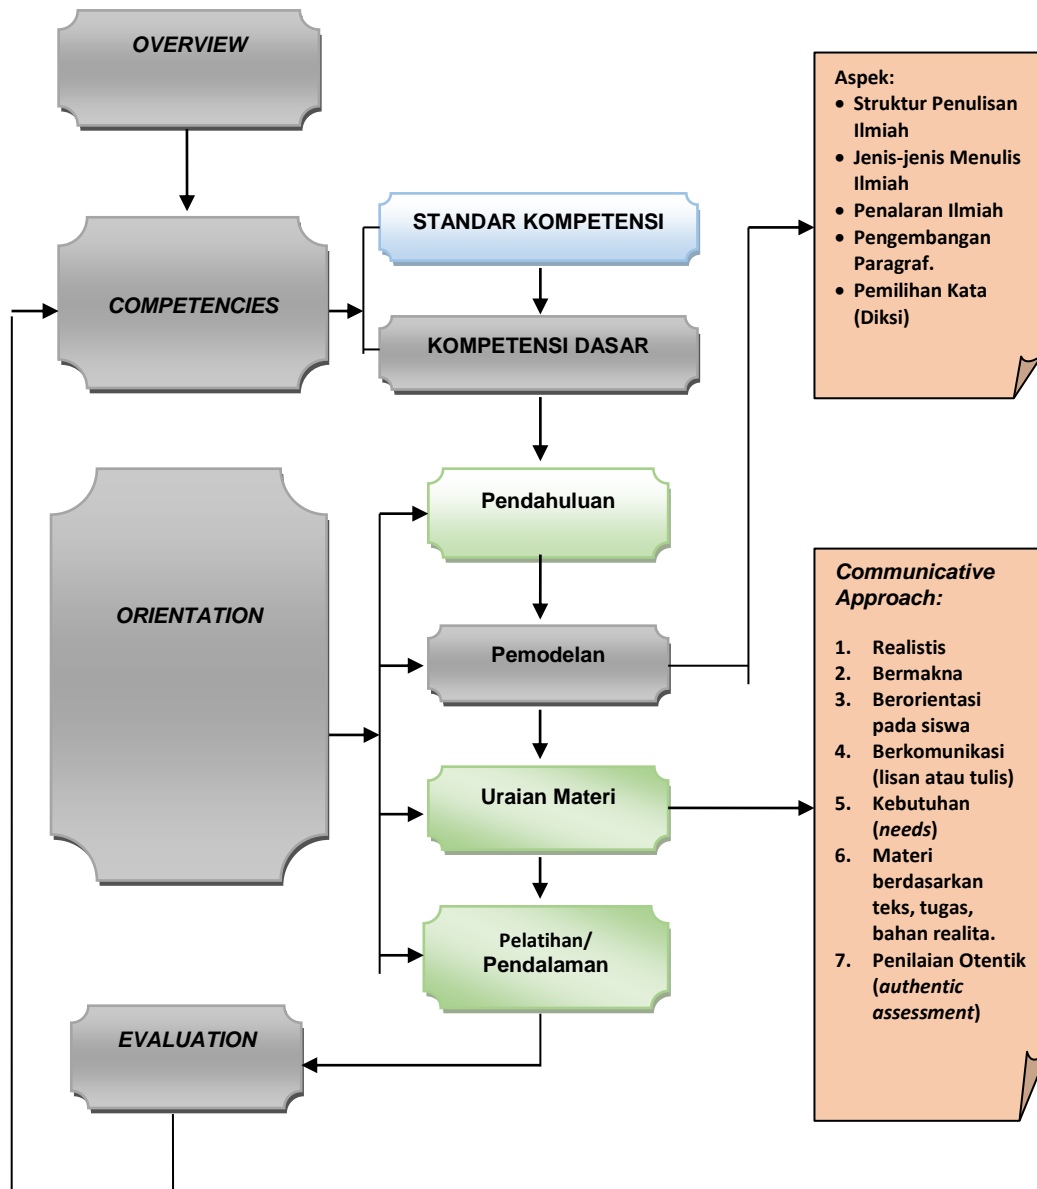 OVERVIEW
COMPETENCIES
STANDAR KOMPETENSI
KOMPETENSI DASAR
Aspek:
• Struktur Penulisan
Ilmiah
• Jenis-jenis Menulis
Ilmiah
• Penalaran Ilmiah
• Pengembangan
Paragraf.
• Pemilihan Kata
(Diksi)
ORIENTATION
Pendahuluan
Pemodelan
Uraian Materi
Pelatihan/
Pendalaman
Communicative
Approach:
1. Realistis
2. Bermakna
3. Berorientasi
pada siswa
4. Berkomunikasi
(lisan atau tulis)
5. Kebutuhan
(needs)
6. Materi
berdasarkan
teks, tugas,
bahan realita.
7. Penilaian Otentik
(authentic
assessment)
EVALUATION